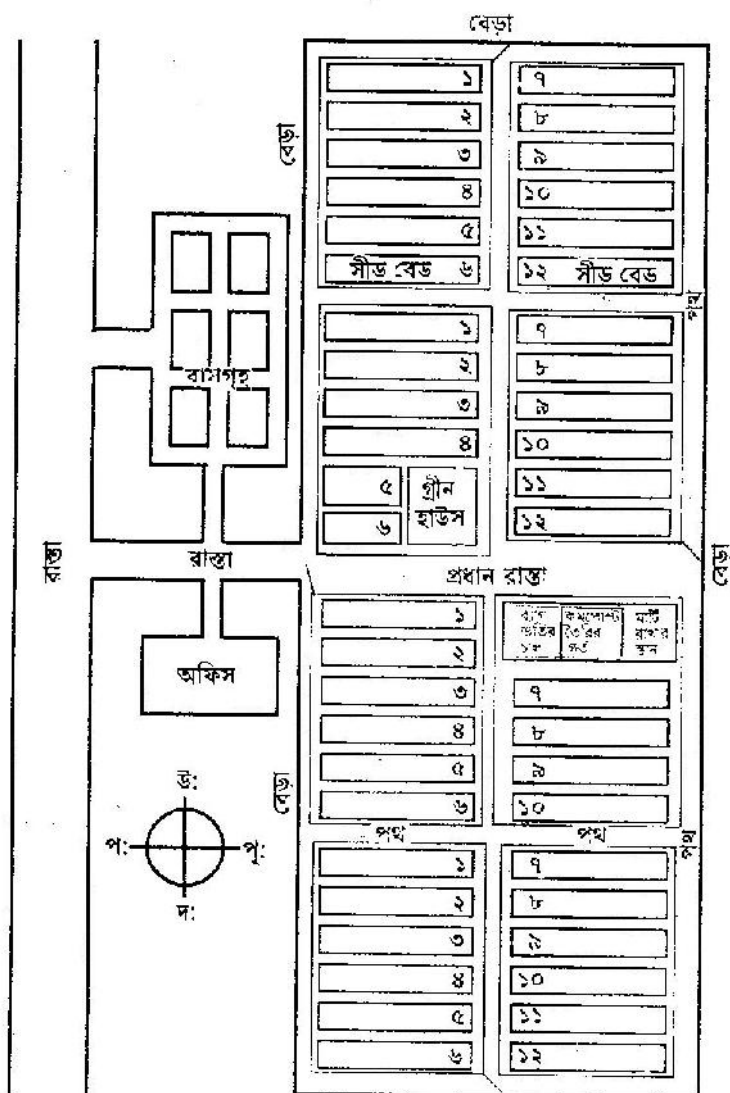 বেড়া
বেড়া
১
২
৩
৪
৫
সীড বেড ৬
৭
৮
৯
১০
১১
১২ সীড বেড
পথ
বাসগৃহ
১
২
৩
৪
৫
৬
গ্রীন
হাউস
৭
৮
৯
১০
১১
১২
বেড়া
রাস্তা
রাস্তা
প্রধান রাস্তা
অফিস
১
২
৩
৪
৫
৬
ব্যাগ
ভর্তির
কমপোস্ট
তৈরির
গর্ত
মাটি
রাখার
স্থান
৭
৮
৯
১০
বেড়া
উ:
প:
পূ:
দ:
পথ
পথ
পথ
১
২
৩
৪
৫
৬
৭
৮
৯
১০
১১
১২